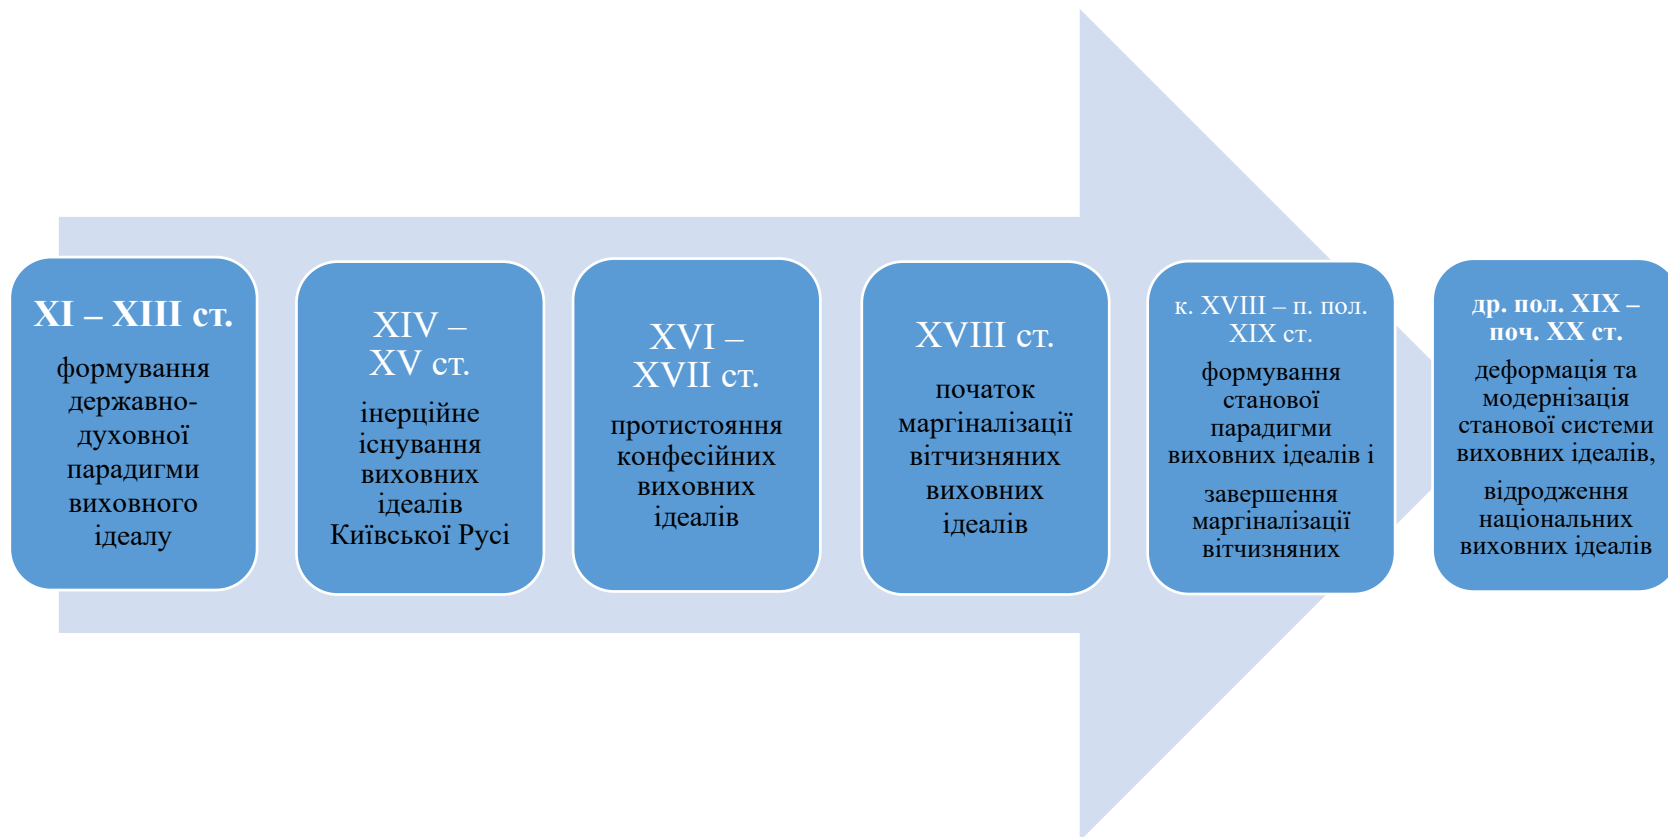 XI – XIII ст.
формування
державно-
духовної
парадигми
виховного
ідеалу
XIV –
XV ст.
інерційне
існування
виховних
ідеалів
Київської Русі
XVI –
XVII ст.
протистояння
конфесійних
виховних
ідеалів
XVIII ст.
початок
маргіналізації
вітчизняних
виховних
ідеалів
к. XVIII – п. пол.
XIX ст.
формування
станової
парадигми
виховних ідеалів і
завершення
маргіналізації
вітчизняних
др. пол. XIX –
поч. XX ст.
деформація та
модернізація
станової системи
виховних ідеалів,
відродження
національних
виховних ідеалів